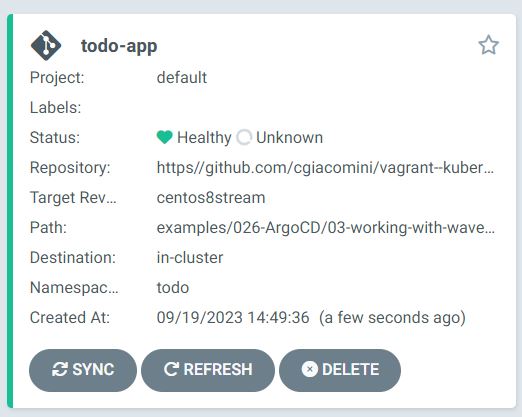 todo-app
Project: default
Labels:
Status: Healthy Unknown
Repository: https//github.com/cgiacomini/vagrant--kuber...
Target Rev... centos8stream
Path: examples/026-ArgoCD/03-working-with-wave...
Destination: in-cluster
Namespac... todo
Created At: 09/19/2023 14:49:36 (a few seconds ago)
SYNC REFRESH DELETE